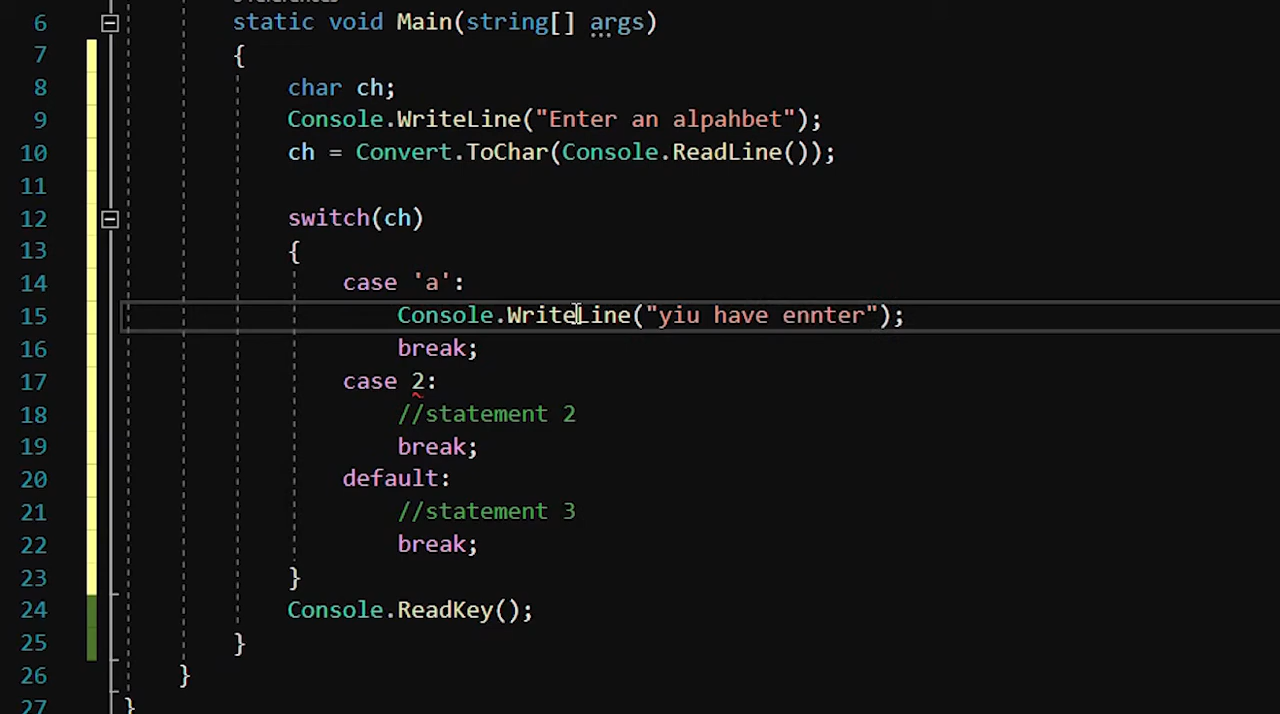 6 static void Main(string[] args)
7 {
8 char ch;
9 Console.WriteLine("Enter an alpahbet");
10 ch = Convert.ToChar(Console.ReadLine());
11
12 switch(ch)
13 {
14 case 'a':
15 Console.WriteLine("yiu have ennter");
16 break;
17 case 2:
18 //statement 2
19 break;
20 default:
21 //statement 3
22 break;
23 }
24 Console.ReadKey();
25 }
26 }
27 }